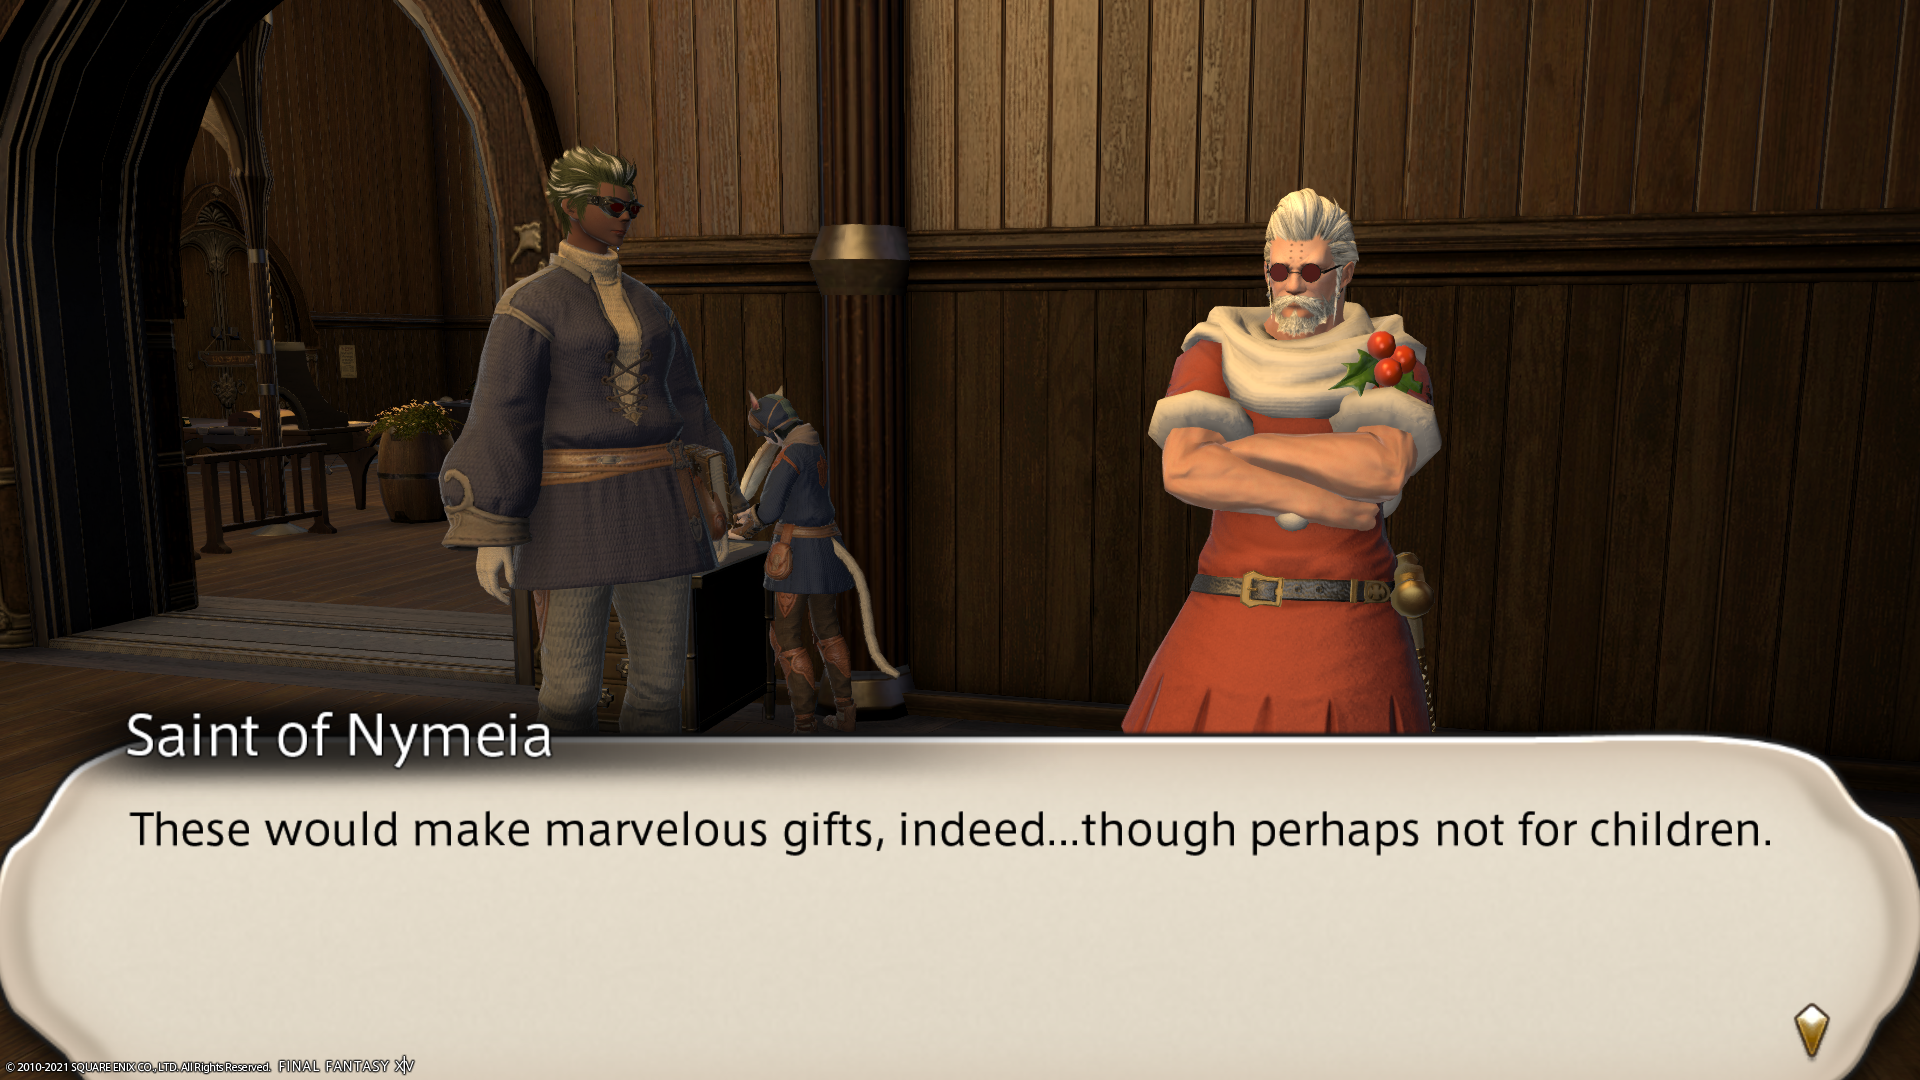 Saint of Nymeia
These would make marvelous gifts, indeed...though perhaps not for children.
© 2010-2021 SQUARE ENIX CO., LTD. All Rights Reserved. FINAL FANTASY XIV